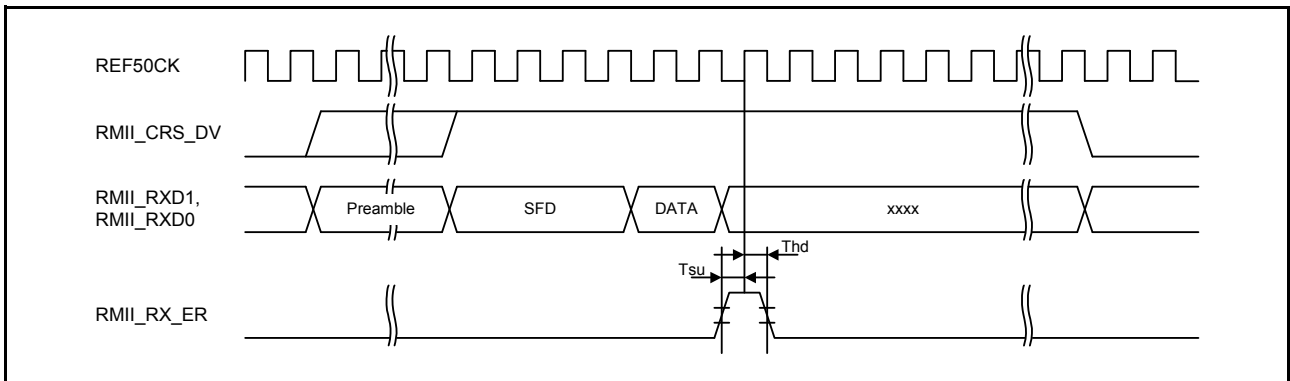 REF50CK
RMII_CRS_DV
RMII_RXD1,
RMII_RXD0
Preamble SFD DATA xxxx
Thd
Tsu
RMII_RX_ER